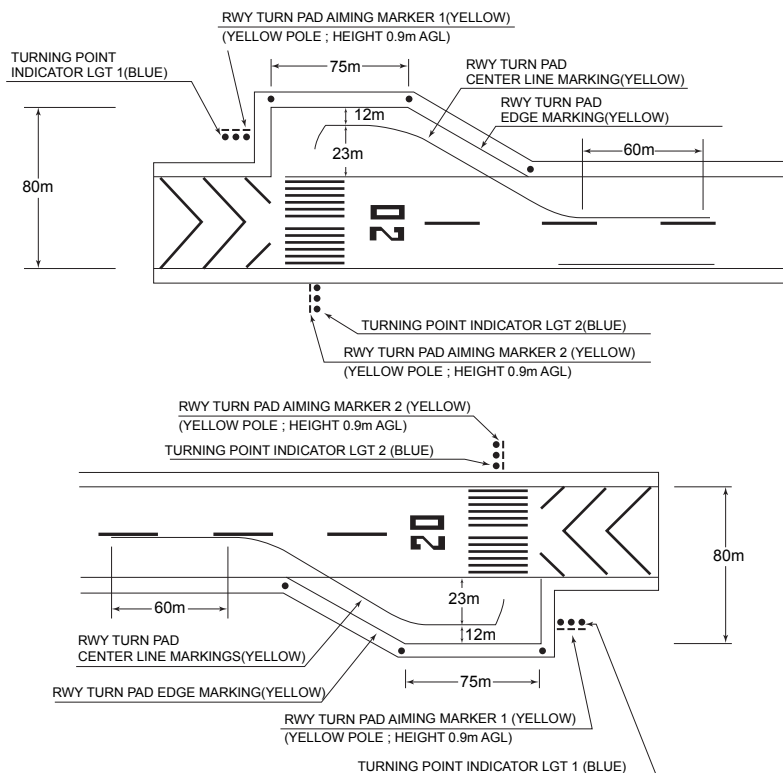 RWY TURN PAD AIMING MARKER 1(YELLOW)
(YELLOW POLE ; HEIGHT 0.9m AGL)
TURNING POINT
INDICATOR LGT 1(BLUE)
75m
RWY TURN PAD
CENTER LINE MARKING(YELLOW)
RWY TURN PAD
EDGE MARKING(YELLOW)
12m
23m
60m
80m
02
TURNING POINT INDICATOR LGT 2(BLUE)
RWY TURN PAD AIMING MARKER 2 (YELLOW)
(YELLOW POLE ; HEIGHT 0.9m AGL)
RWY TURN PAD AIMING MARKER 2 (YELLOW)
(YELLOW POLE ; HEIGHT 0.9m AGL)
TURNING POINT INDICATOR LGT 2 (BLUE)
20
80m
60m
23m
12m
RWY TURN PAD
CENTER LINE MARKINGS(YELLOW)
75m
RWY TURN PAD EDGE MARKING(YELLOW)
RWY TURN PAD AIMING MARKER 1 (YELLOW)
(YELLOW POLE ; HEIGHT 0.9m AGL)
TURNING POINT INDICATOR LGT 1 (BLUE)